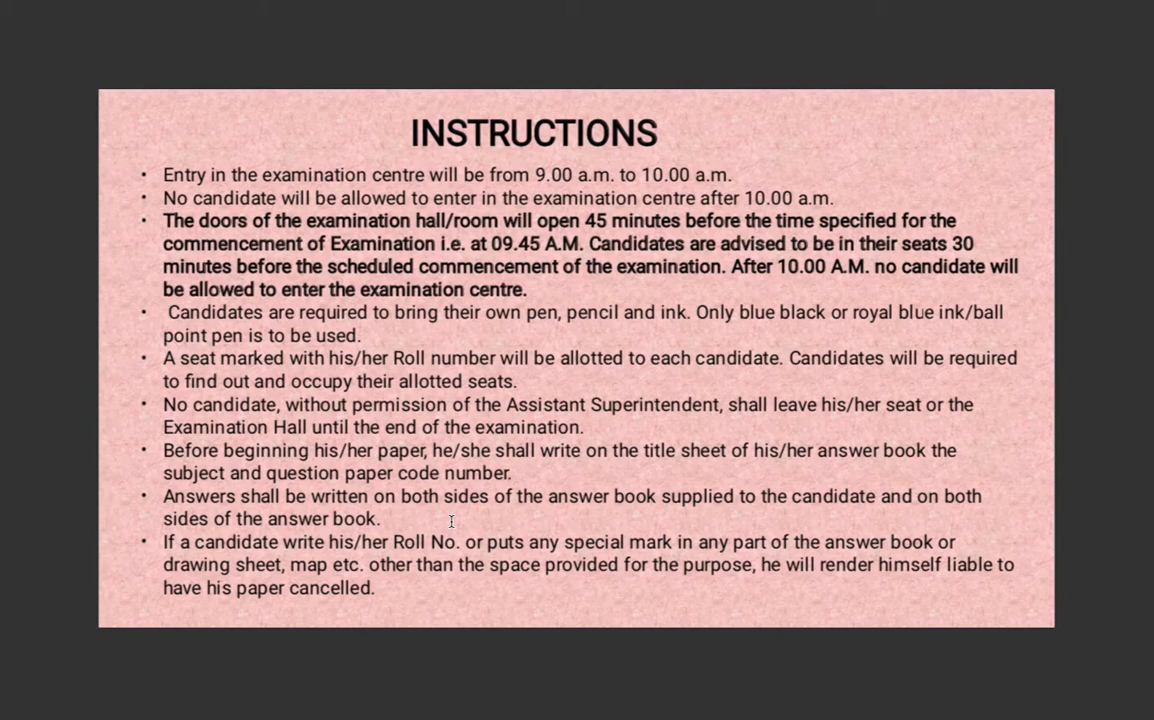 INSTRUCTIONS
• Entry in the examination centre will be from 9.00 a.m. to 10.00 a.m.
• No candidate will be allowed to enter in the examination centre after 10.00 a.m.
• The doors of the examination hall/room will open 45 minutes before the time specified for the
commencement of Examination i.e. at 09.45 A.M. Candidates are advised to be in their seats 30
minutes before the scheduled commencement of the examination. After 10.00 A.M. no candidate will
be allowed to enter the examination centre.
• Candidates are required to bring their own pen, pencil and ink. Only blue black or royal blue ink/ball
point pen is to be used.
• A seat marked with his/her Roll number will be allotted to each candidate. Candidates will be required
to find out and occupy their allotted seats.
• No candidate, without permission of the Assistant Superintendent, shall leave his/her seat or the
Examination Hall until the end of the examination.
• Before beginning his/her paper, he/she shall write on the title sheet of his/her answer book the
subject and question paper code number.
• Answers shall be written on both sides of the answer book supplied to the candidate and on both
sides of the answer book.
• If a candidate write his/her Roll No. or puts any special mark in any part of the answer book or
drawing sheet, map etc. other than the space provided for the purpose, he will render himself liable to
have his paper cancelled.